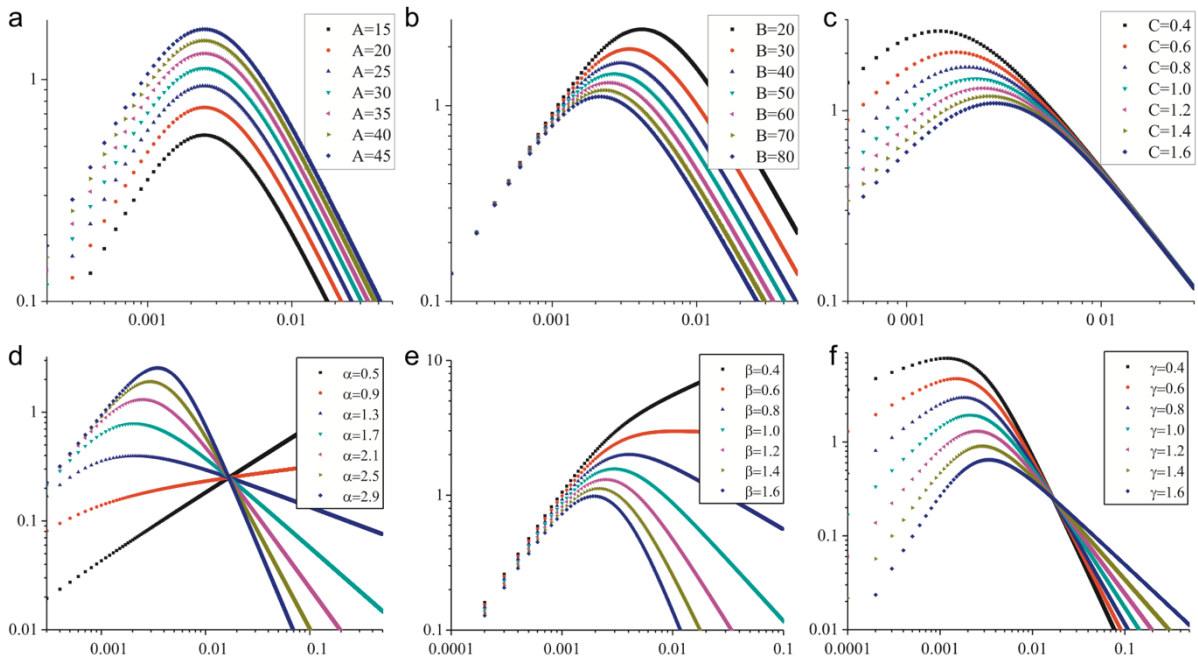 a
1
0.1
0.001
0.01
A=15
A=20
A=25
A=30
A=35
A=40
A=45
b
1
0.1
0.001
0.01
B=20
B=30
B=40
B=50
B=60
B=70
B=80
c
1
0.1
0 001
0 01
C=0.4
C=0.6
C=0.8
C=1.0
C=1.2
C=1.4
C=1.6
d
1
0.1
0.01
0.001
0.01
0.1
α=0.5
α=0.9
α=1.3
α=1.7
α=2.1
α=2.5
α=2.9
e
10
1
0.1
0.0001
0.001
0.01
0.1
β=0.4
β=0.6
β=0.8
β=1.0
β=1.2
β=1.4
β=1.6
f
1
0.1
0.01
0.0001
0.001
0.01
0.1
γ=0.4
γ=0.6
γ=0.8
γ=1.0
γ=1.2
γ=1.4
γ=1.6